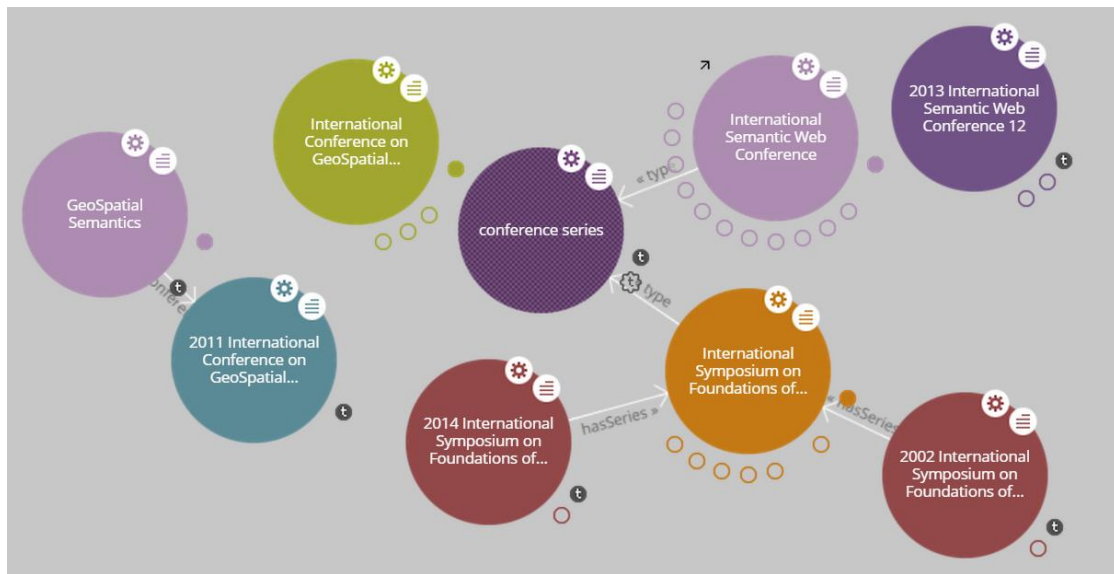 International
Conference on
GeoSpatial...
GeoSpatial
Semantics
2011 International
Conference on
GeoSpatial...
conference series
« type
International
Semantic Web
Conference
2013 International
Semantic Web
Conference 12
t
t
t
t
type
International
Symposium on
Foundations of...
2014 International
Symposium on
Foundations of...
hasSeries »
t
« hasSeries
2002 International
Symposium on
Foundations of...
t